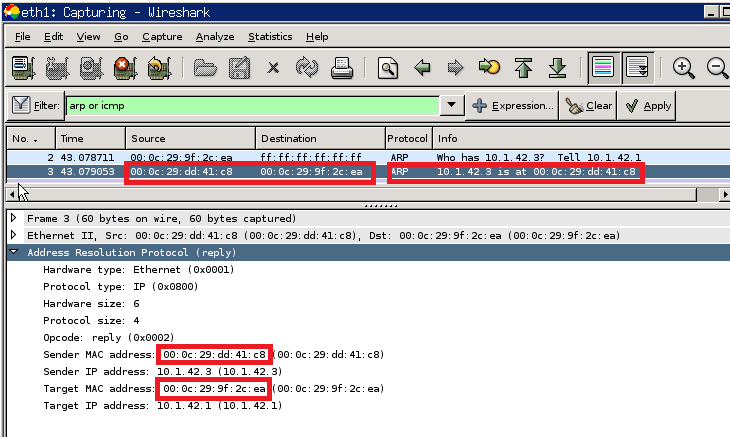 eth1: Capturing - Wireshark
File Edit View Go Capture Analyze Statistics Help
Filter: arp or icmp Expression... Clear Apply
No. . Time Source Destination Protocol Info
2 43.078711 00:0c:29:9f:2c:ea ff:ff:ff:ff:ff:ff ARP Who has 10.1.42.3? Tell 10.1.42.1
3 43.079053 00:0c:29:dd:41:c8 00:0c:29:9f:2c:ea ARP 10.1.42.3 is at 00:0c:29:dd:41:c8
Frame 3 (60 bytes on wire, 60 bytes captured)
Ethernet II, Src: 00:0c:29:dd:41:c8 (00:0c:29:dd:41:c8), Dst: 00:0c:29:9f:2c:ea (00:0c:29:9f:2c:ea)
Address Resolution Protocol (reply)
Hardware type: Ethernet (0x0001)
Protocol type: IP (0x0800)
Hardware size: 6
Protocol size: 4
Opcode: reply (0x0002)
Sender MAC address: 00:0c:29:dd:41:c8 (00:0c:29:dd:41:c8)
Sender IP address: 10.1.42.3 (10.1.42.3)
Target MAC address: 00:0c:29:9f:2c:ea (00:0c:29:9f:2c:ea)
Target IP address: 10.1.42.1 (10.1.42.1)